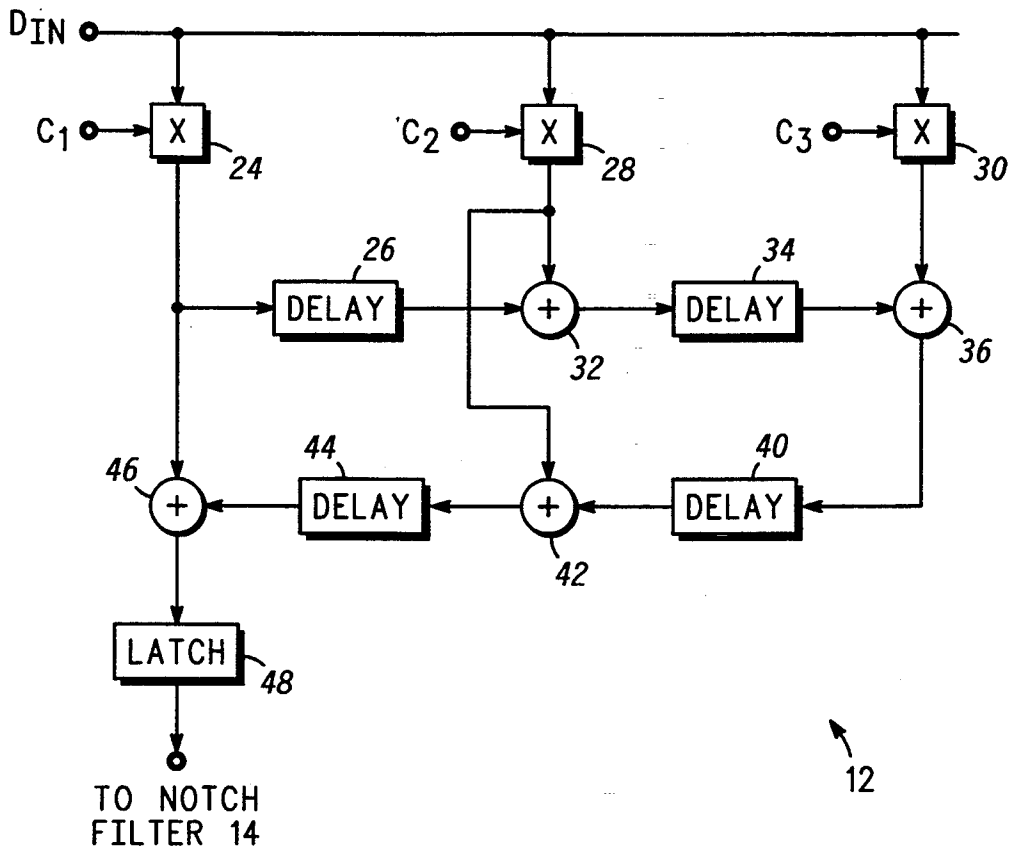 DIN
C1 X 24
C2 X 28
C3 X 30
26 34
DELAY + DELAY +
32 36
46 44 40
+ DELAY + DELAY
42
LATCH
48
12
TO NOTCH
FILTER 14